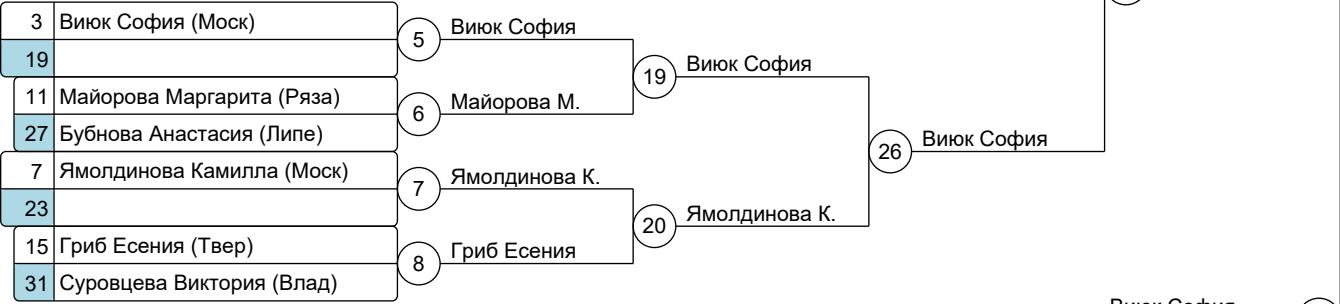 3 Виюк София (Моск)
5 Виюк София
19
19 Виюк София
11 Майорова Маргарита (Ряза)
6 Майорова М.
27 Бубнова Анастасия (Липе)
26 Виюк София
7 Ямолдинова Камилла (Моск)
7 Ямолдинова К.
23
20 Ямолдинова К.
15 Гриб Есения (Твер)
8 Гриб Есения
31 Суровцева Виктория (Влад)